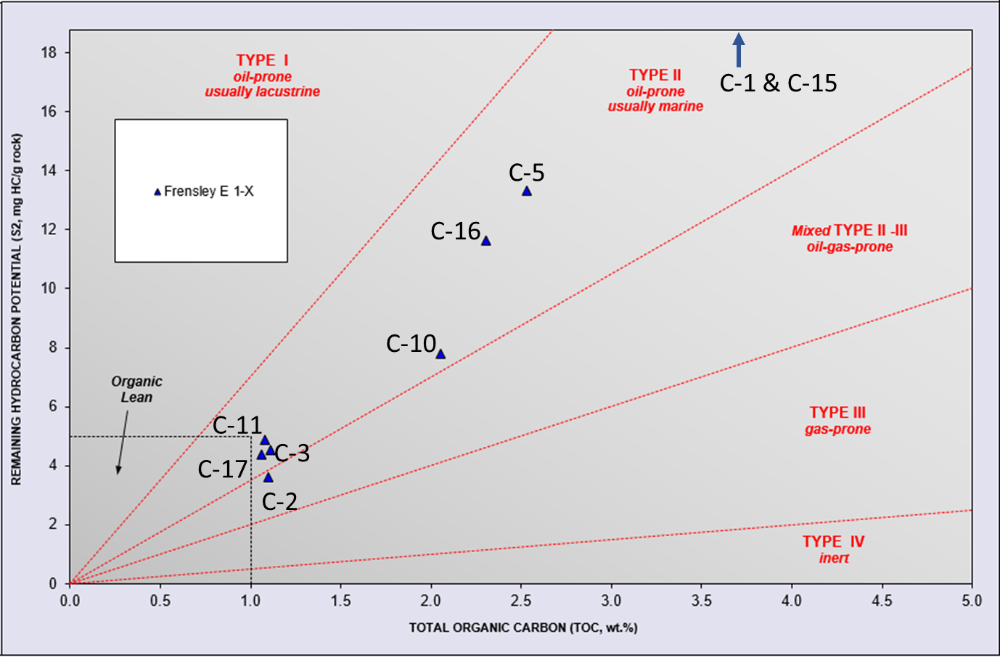 TYPE I
oil-prone
usually lacustrine
TYPE II
oil-prone
usually marine
C-1 & C-15
Frensley E 1-X
C-5
C-16
Mixed TYPE II -III
oil-gas-prone
C-10
Organic
Lean
C-11
C-3
C-17
C-2
TYPE III
gas-prone
TYPE IV
inert
REMAINING HYDROCARBON POTENTIAL (S2, mg HC/g rock)
18
16
14
12
10
8
6
4
2
0
0.0 0.5 1.0 1.5 2.0 2.5 3.0 3.5 4.0 4.5 5.0
TOTAL ORGANIC CARBON (TOC, wt.%)